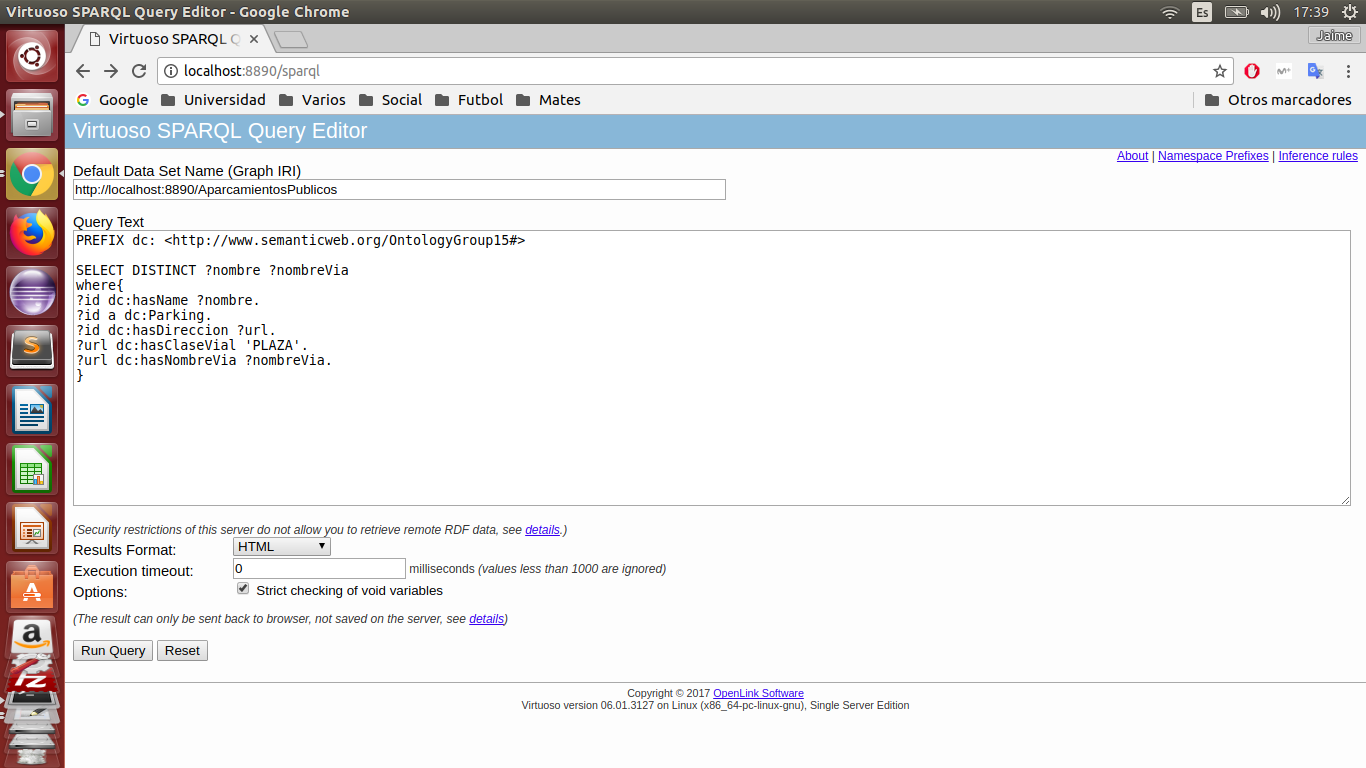 Virtuoso SPARQL Query Editor - Google Chrome
Es
17:39
Virtuoso SPARQL Q
Jaime
localhost:8890/sparql
Google Universidad Varios Social Futbol Mates Otros marcadores
Virtuoso SPARQL Query Editor
About | Namespace Prefixes | Inference rules
Default Data Set Name (Graph IRI)
http://localhost:8890/AparcamientosPublicos
Query Text
PREFIX dc: <http://www.semanticweb.org/OntologyGroup15#>
SELECT DISTINCT ?nombre ?nombreVia
where{
?id dc:hasName ?nombre.
?id a dc:Parking.
?id dc:hasDireccion ?url.
?url dc:hasClaseVial 'PLAZA'.
?url dc:hasNombreVia ?nombreVia.
}
(Security restrictions of this server do not allow you to retrieve remote RDF data, see details.)
Results Format: HTML
Execution timeout: 0 milliseconds (values less than 1000 are ignored)
Options: Strict checking of void variables
(The result can only be sent back to browser, not saved on the server, see details)
Run Query Reset
Copyright © 2017 OpenLink Software
Virtuoso version 06.01.3127 on Linux (x86_64-pc-linux-gnu), Single Server Edition